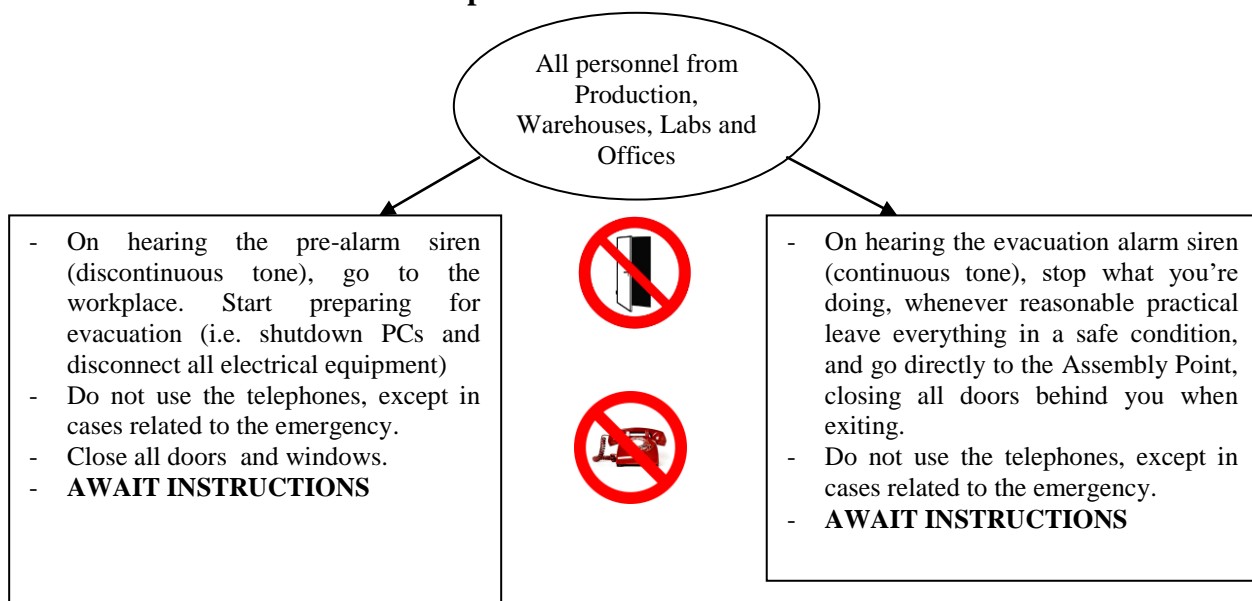 All personnel from
Production,
Warehouses, Labs and
Offices
- On hearing the pre-alarm siren
(discontinuous tone), go to the
workplace. Start preparing for
evacuation (i.e. shutdown PCs and
disconnect all electrical equipment)
- Do not use the telephones, except in
cases related to the emergency.
- Close all doors and windows.
- AWAIT INSTRUCTIONS
- On hearing the evacuation alarm siren
(continuous tone), stop what you're
doing, whenever reasonable practical
leave everything in a safe condition,
and go directly to the Assembly Point,
closing all doors behind you when
exiting.
- Do not use the telephones, except in
cases related to the emergency.
- AWAIT INSTRUCTIONS